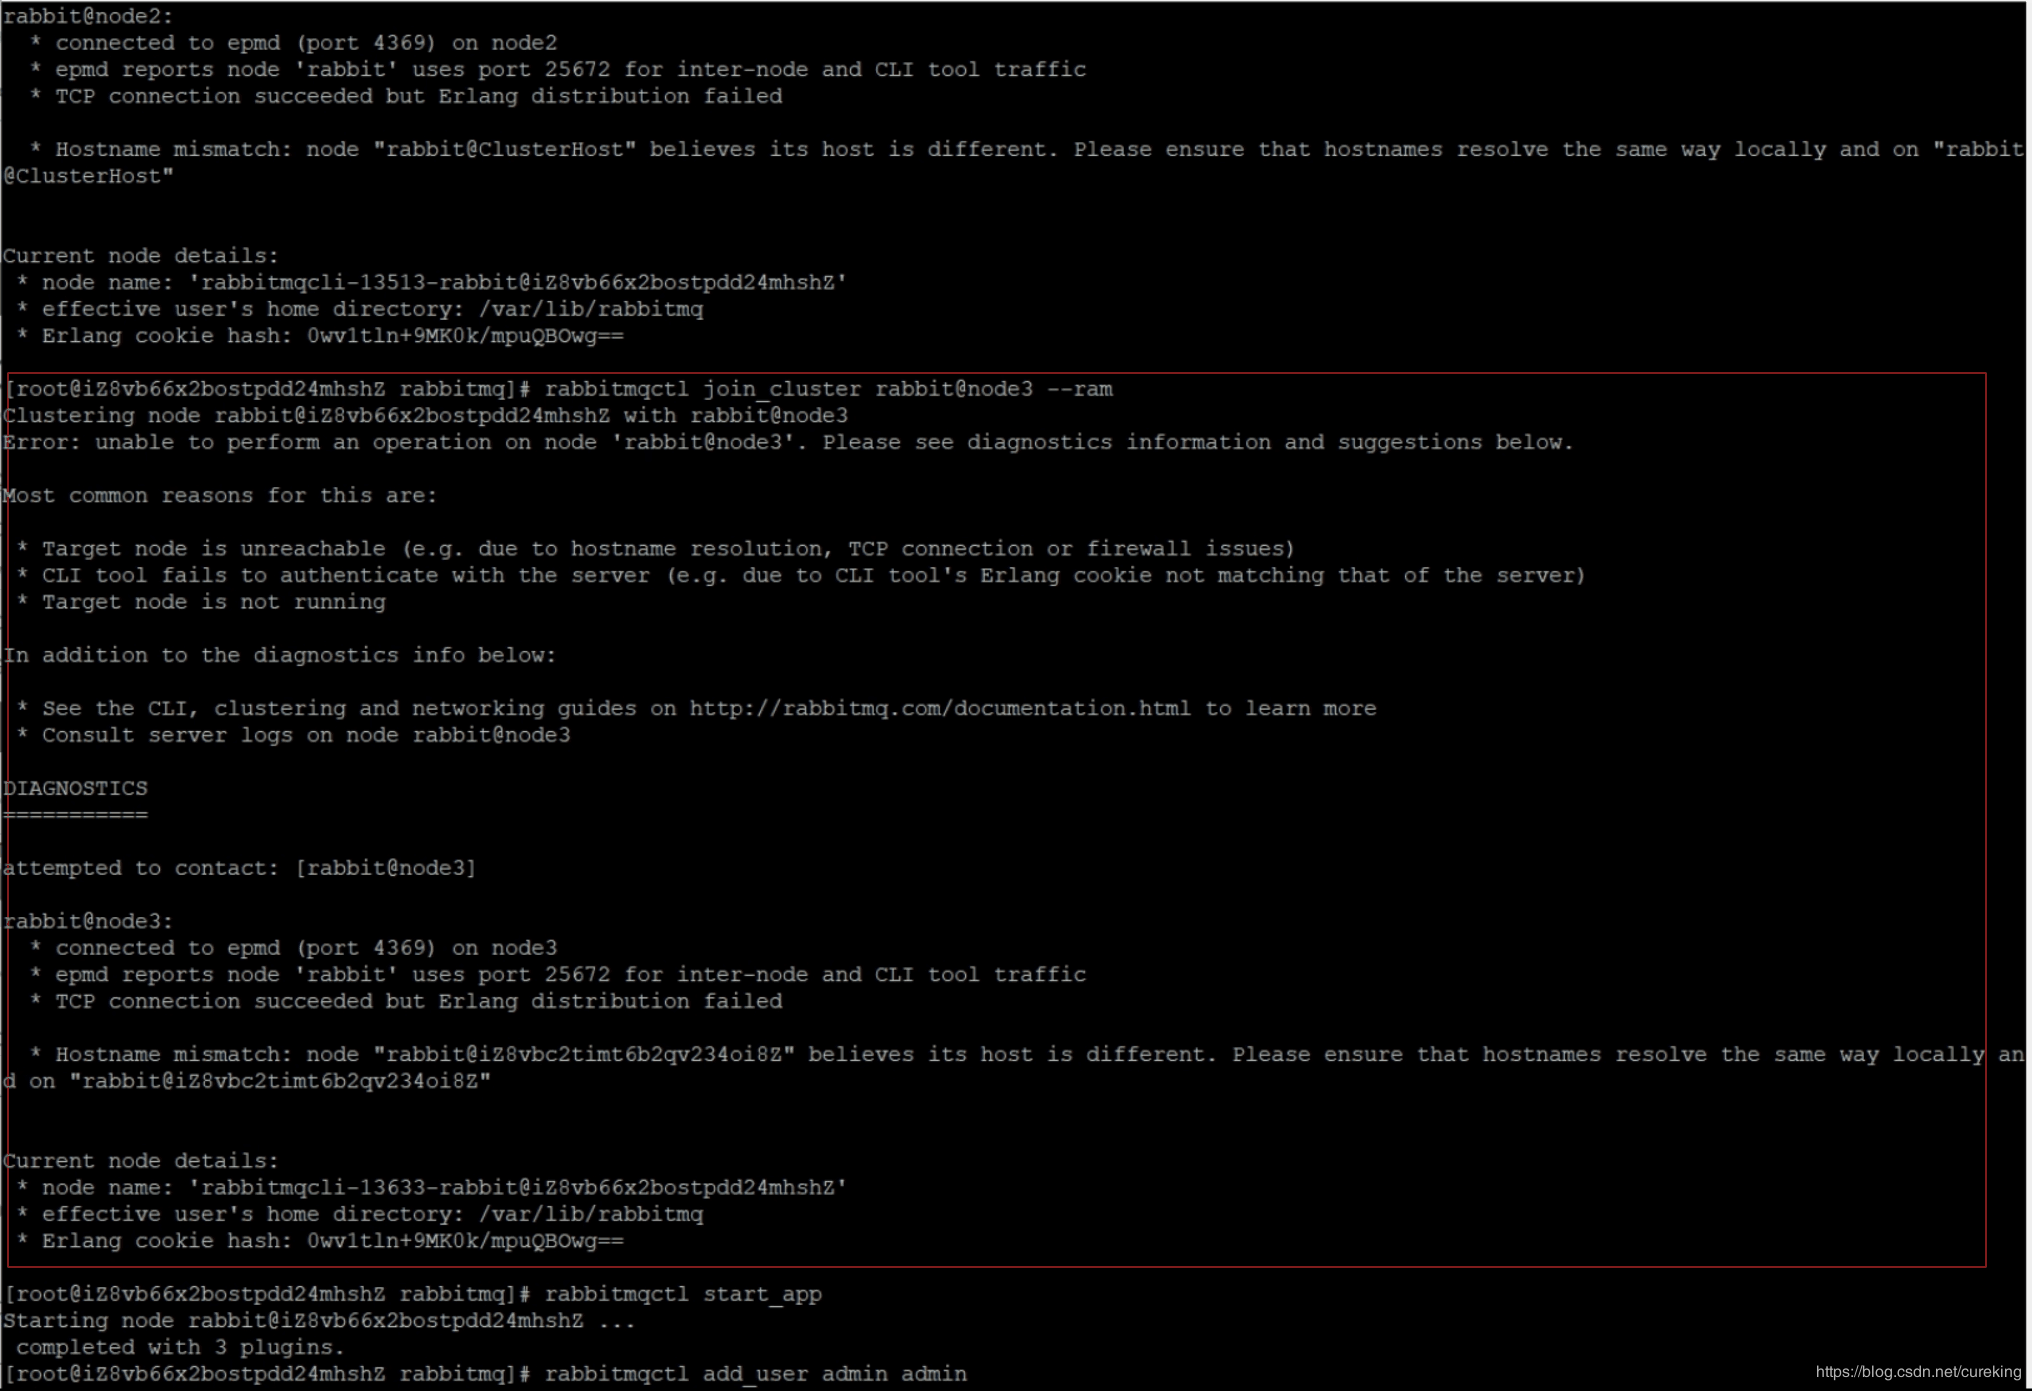 rabbit@node2:
  * connected to epmd (port 4369) on node2
  * epmd reports node 'rabbit' uses port 25672 for inter-node and CLI tool traffic
  * TCP connection succeeded but Erlang distribution failed
  * Hostname mismatch: node "rabbit@ClusterHost" believes its host is different. Please ensure that hostnames resolve the same way locally and on "rabbit
@ClusterHost"
Current node details:
 * node name: 'rabbitmqcli-13513-rabbit@iZ8vb66x2bostpdd24mhshZ'
 * effective user's home directory: /var/lib/rabbitmq
 * Erlang cookie hash: 0wv1tln+9MK0k/mpuQBOwg==
[root@iZ8vb66x2bostpdd24mhshZ rabbitmq]# rabbitmqctl join_cluster rabbit@node3 --ram
Clustering node rabbit@iZ8vb66x2bostpdd24mhshZ with rabbit@node3
Error: unable to perform an operation on node 'rabbit@node3'. Please see diagnostics information and suggestions below.
Most common reasons for this are:
 * Target node is unreachable (e.g. due to hostname resolution, TCP connection or firewall issues)
 * CLI tool fails to authenticate with the server (e.g. due to CLI tool's Erlang cookie not matching that of the server)
 * Target node is not running
In addition to the diagnostics info below:
 * See the CLI, clustering and networking guides on http://rabbitmq.com/documentation.html to learn more
 * Consult server logs on node rabbit@node3
DIAGNOSTICS
===========
attempted to contact: [rabbit@node3]
rabbit@node3:
  * connected to epmd (port 4369) on node3
  * epmd reports node 'rabbit' uses port 25672 for inter-node and CLI tool traffic
  * TCP connection succeeded but Erlang distribution failed
  * Hostname mismatch: node "rabbit@iZ8vbc2timt6b2qv234oi8Z" believes its host is different. Please ensure that hostnames resolve the same way locally an
d on "rabbit@iZ8vbc2timt6b2qv234oi8Z"
Current node details:
 * node name: 'rabbitmqcli-13633-rabbit@iZ8vb66x2bostpdd24mhshZ'
 * effective user's home directory: /var/lib/rabbitmq
 * Erlang cookie hash: 0wv1tln+9MK0k/mpuQBOwg==
[root@iZ8vb66x2bostpdd24mhshZ rabbitmq]# rabbitmqctl start_app
Starting node rabbit@iZ8vb66x2bostpdd24mhshZ ...
 completed with 3 plugins.
[root@iZ8vb66x2bostpdd24mhshZ rabbitmq]# rabbitmqctl add_user admin admin
https://blog.csdn.net/cureking